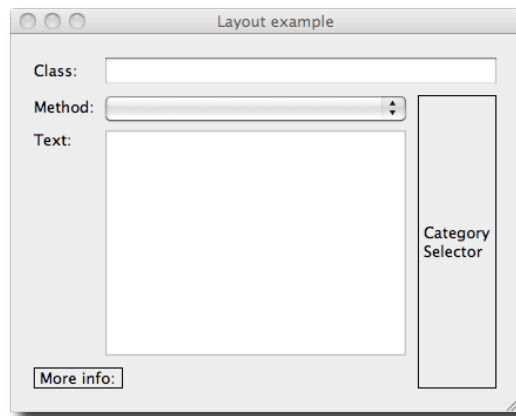 Layout example
Class:
Method:
Text:
Category
Selector
More info: